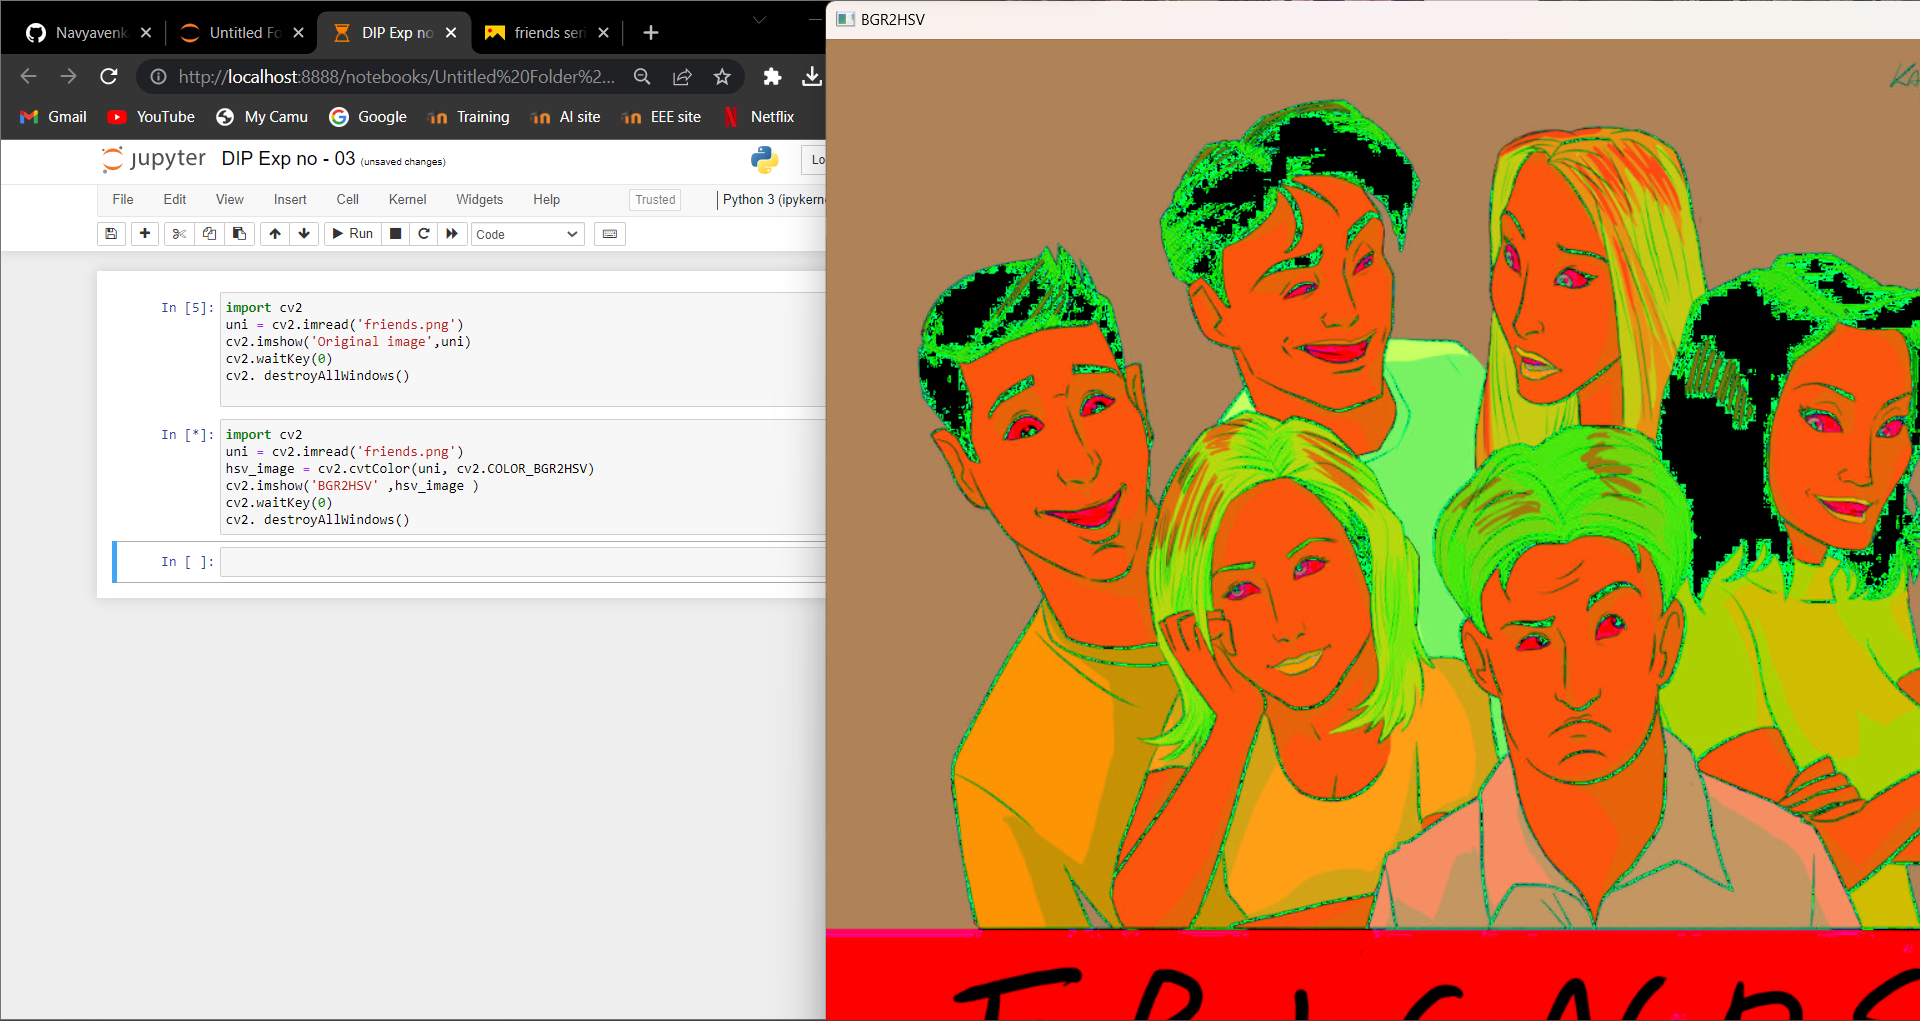 Navyavenk
Untitled Fo
DIP Exp no
friends seri
BGR2HSV
http://localhost:8888/notebooks/Untitled%20Folder%2...
Gmail
YouTube
My Camu
Google
Training
AI site
EEE site
Netflix
jupyter DIP Exp no - 03 (unsaved changes)
Lo
File Edit View Insert Cell Kernel Widgets Help
Trusted
Python 3 (ipykerne
Run
Code
In [5]:
import cv2
uni = cv2.imread('friends.png')
cv2.imshow('Original image',uni)
cv2.waitKey(0)
cv2. destroyAllWindows()
In [*]:
import cv2
uni = cv2.imread('friends.png')
hsv_image = cv2.cvtColor(uni, cv2.COLOR_BGR2HSV)
cv2.imshow('BGR2HSV' ,hsv_image )
cv2.waitKey(0)
cv2. destroyAllWindows()
In [ ]:
KA
F R I E N D S